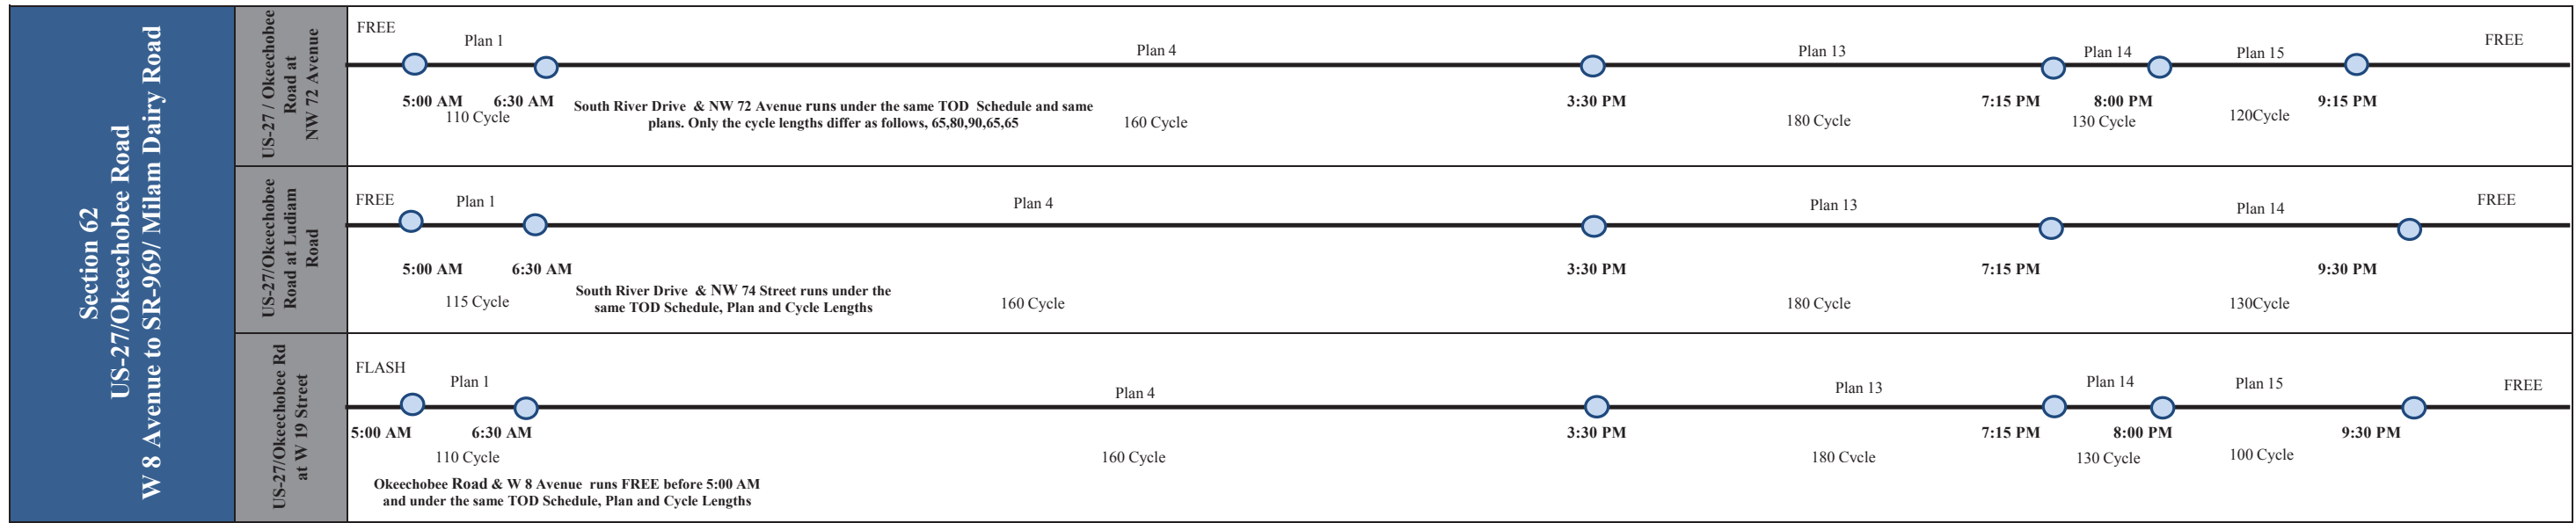 Section 62
US-27/Okeechobee Road
W 8 Avenue to SR-969/ Milam Dairy Road
US-27 / Okeechobee
Road at
NW 72 Avenue
FREE
Plan 1
Plan 4
Plan 13
Plan 14
Plan 15
FREE
5:00 AM
6:30 AM
3:30 PM
7:15 PM
8:00 PM
9:15 PM
110 Cycle
South River Drive & NW 72 Avenue runs under the same TOD Schedule and same
plans. Only the cycle lengths differ as follows, 65,80,90,65,65
160 Cycle
180 Cycle
130 Cycle
120Cycle
US-27/Okeechobee
Road at Ludiam
Road
FREE
Plan 1
Plan 4
Plan 13
Plan 14
FREE
5:00 AM
6:30 AM
3:30 PM
7:15 PM
9:30 PM
115 Cycle
South River Drive & NW 74 Street runs under the
same TOD Schedule, Plan and Cycle Lengths
160 Cycle
180 Cycle
130Cycle
US-27/Okeechobee Rd
at W 19 Street
FLASH
Plan 1
Plan 4
Plan 13
Plan 14
Plan 15
FREE
5:00 AM
6:30 AM
3:30 PM
7:15 PM
8:00 PM
9:30 PM
110 Cycle
160 Cycle
180 Cvcle
130 Cycle
100 Cycle
Okeechobee Road & W 8 Avenue runs FREE before 5:00 AM
and under the same TOD Schedule, Plan and Cycle Lengths